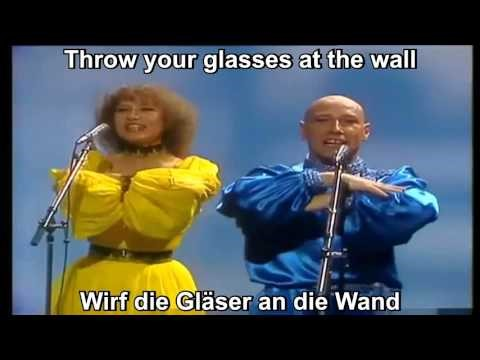 Throw your glasses at the wall
Wirf die Gläser an die Wand